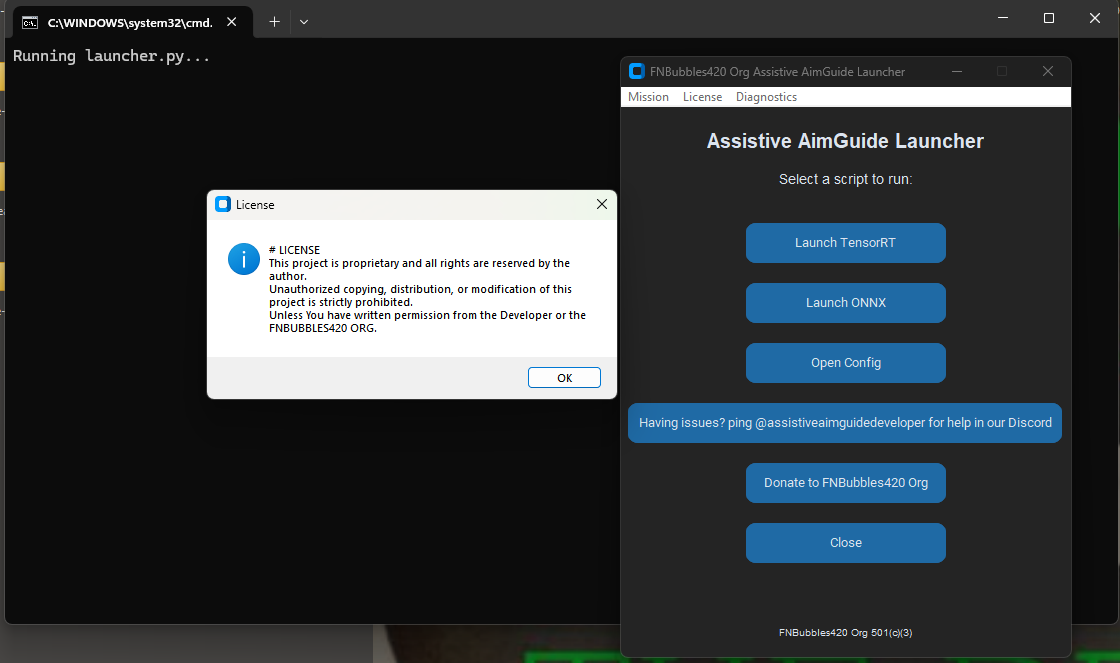 C:\WINDOWS\system32\cmd.
Running launcher.py...
FNBubbles420 Org Assistive AimGuide Launcher
Mission License Diagnostics
Assistive AimGuide Launcher
Select a script to run:
Launch TensorRT
Launch ONNX
Open Config
Having issues? ping @assistiveaimguidedeveloper for help in our Discord
Donate to FNBubbles420 Org
Close
FNBubbles420 Org 501(c)(3)
License
# LICENSE
This project is proprietary and all rights are reserved by the
author.
Unauthorized copying, distribution, or modification of this
project is strictly prohibited.
Unless You have written permission from the Developer or the
FNBUBBLES420 ORG.
OK